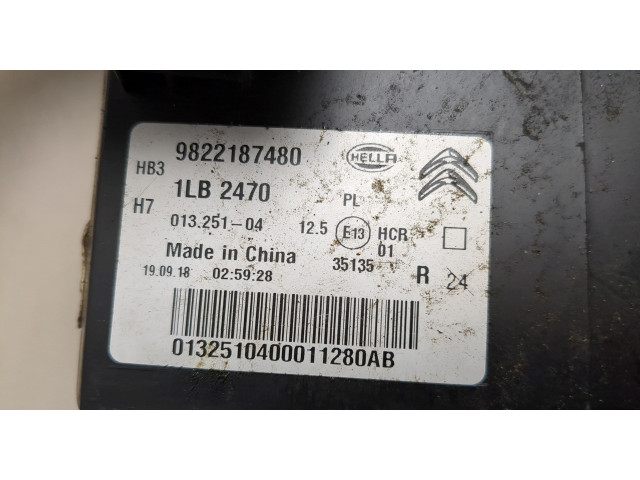 9822187480
HELLA
HB3
1LB 2470
PL
H7
013.251-04
12.5
E13
HCR
01
Made in China
35135
19.09.18 02:59:28
R 24
0132510400011280AB